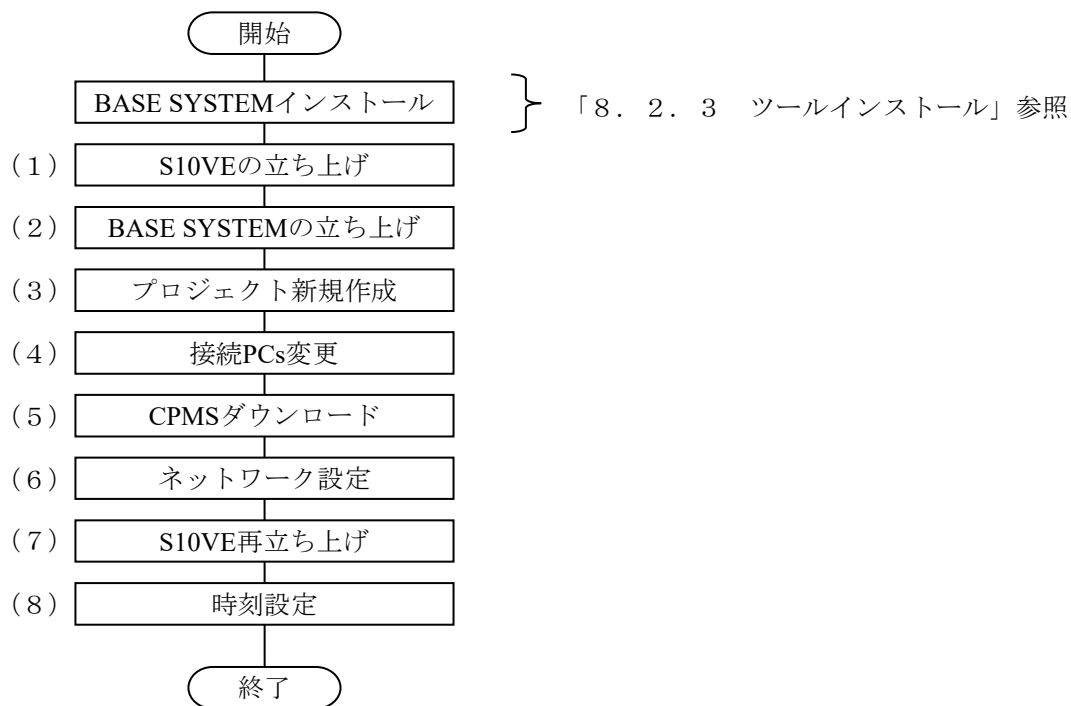 開始
BASE SYSTEMインストール
「8.2.3 ツールインストール」参照
(1) S10VEの立ち上げ
(2) BASE SYSTEMの立ち上げ
(3) プロジェクト新規作成
(4) 接続PCs変更
(5) CPMSダウンロード
(6) ネットワーク設定
(7) S10VE再立ち上げ
(8) 時刻設定
終了